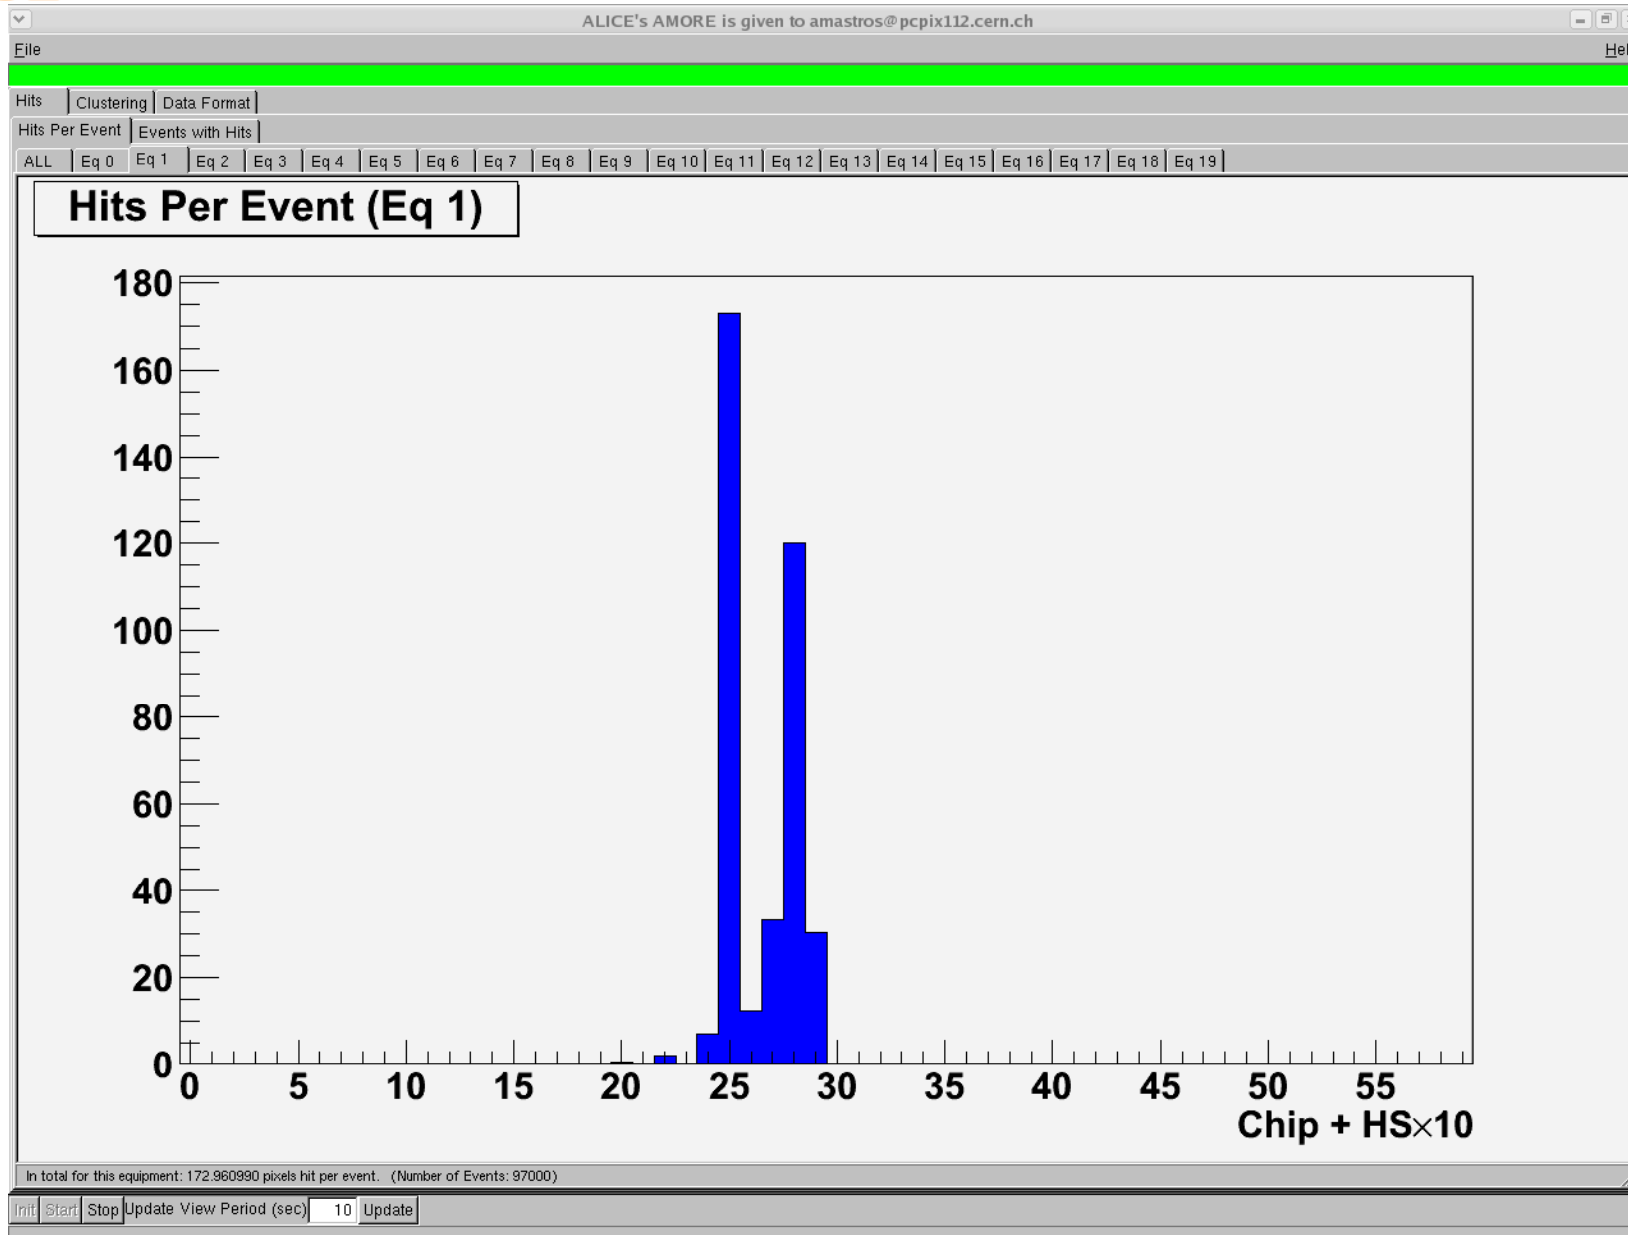 ALICE's AMORE is given to amastros@pcpix112.cern.ch
File Hel
Hits Clustering Data Format
Hits Per Event Events with Hits
ALL Eq 0 Eq 1 Eq 2 Eq 3 Eq 4 Eq 5 Eq 6 Eq 7 Eq 8 Eq 9 Eq 10 Eq 11 Eq 12 Eq 13 Eq 14 Eq 15 Eq 16 Eq 17 Eq 18 Eq 19
Hits Per Event (Eq 1)
180
160
140
120
100
80
60
40
20
0
0 5 10 15 20 25 30 35 40 45 50 55
Chip + HS×10
In total for this equipment: 172.960990 pixels hit per event. (Number of Events: 97000)
Init Start Stop Update View Period (sec) 10 Update